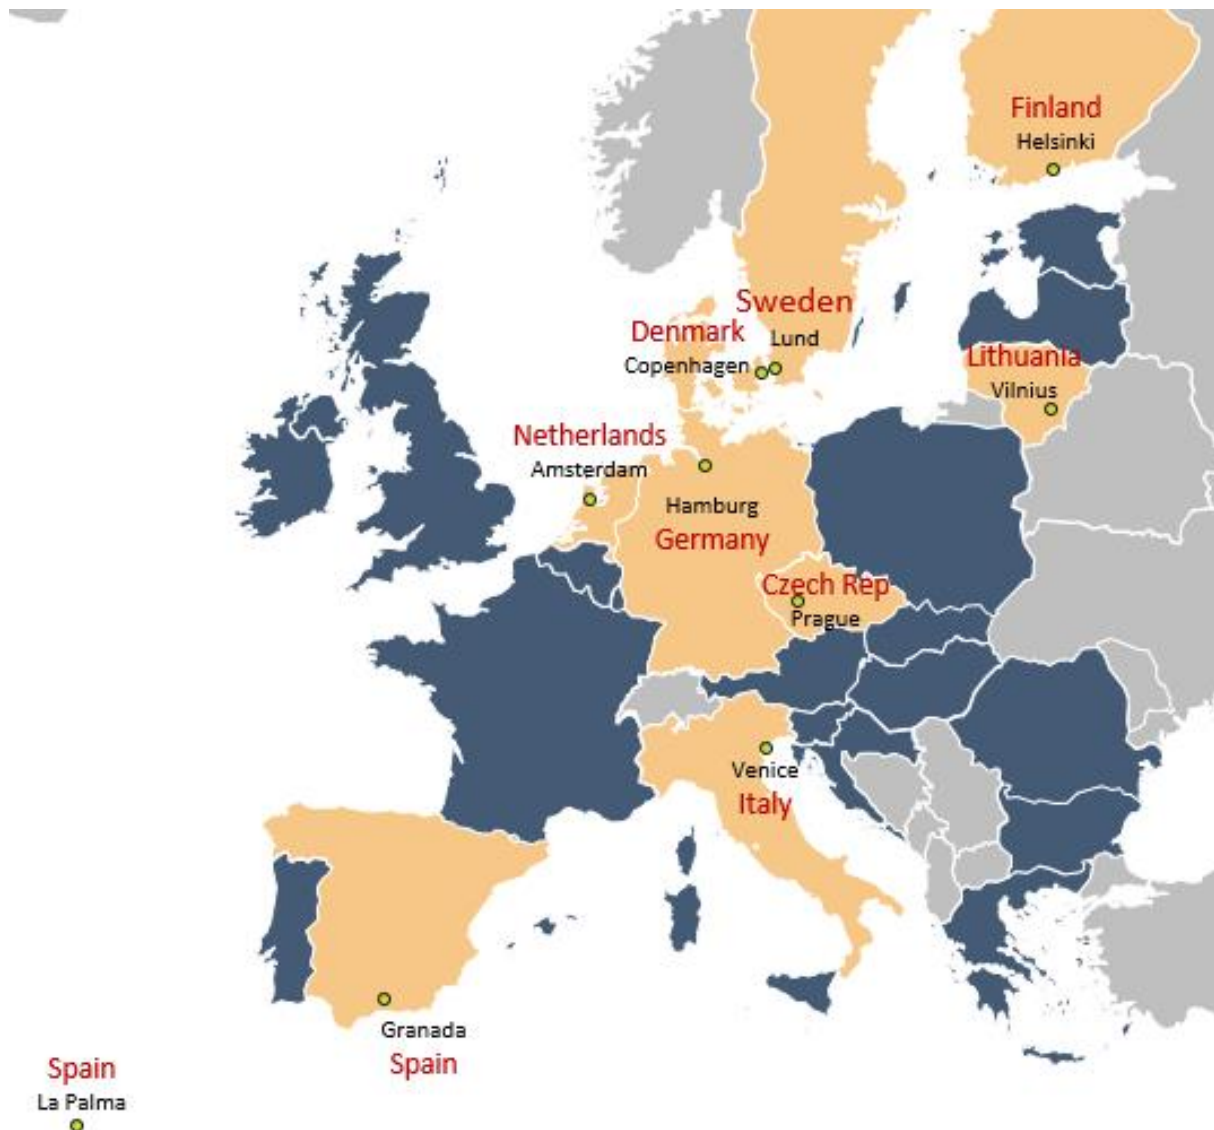 Finland
Helsinki
Sweden
Lund
Denmark
Copenhagen
Lithuania
Vilnius
Netherlands
Amsterdam
Hamburg
Germany
Czech Rep
Prague
Venice
Italy
Granada
Spain
Spain
La Palma